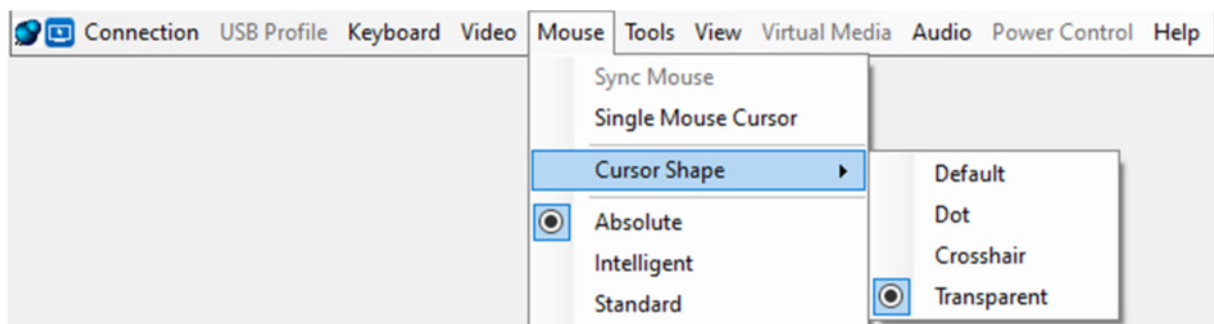 Connection USB Profile Keyboard Video Mouse Tools View Virtual Media Audio Power Control Help
Sync Mouse
Single Mouse Cursor
Cursor Shape
Default
Dot
Crosshair
Transparent
Absolute
Intelligent
Standard